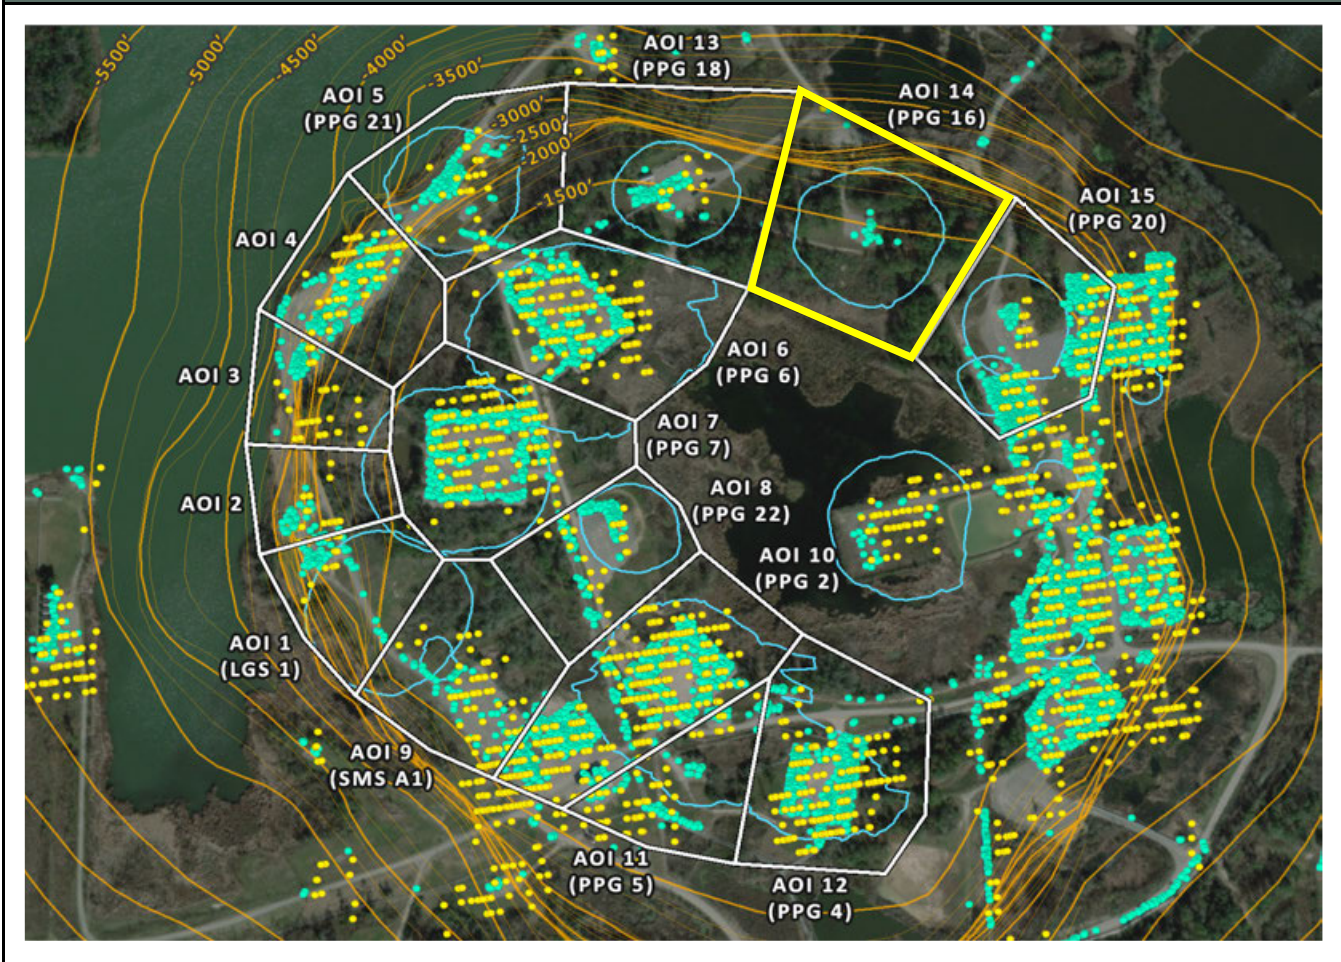 -5500'
-5000'
-4500'
-4000'
-3500'
-3000'
-2500'
-2000'
-1500'
AOI 13
(PPG 18)
AOI 5
(PPG 21)
AOI 14
(PPG 16)
AOI 15
(PPG 20)
AOI 4
AOI 6
(PPG 6)
AOI 3
AOI 7
(PPG 7)
AOI 2
AOI 8
(PPG 22)
AOI 10
(PPG 2)
AOI 1
(LGS 1)
AOI 9
(SMS A1)
AOI 11
(PPG 5)
AOI 12
(PPG 4)